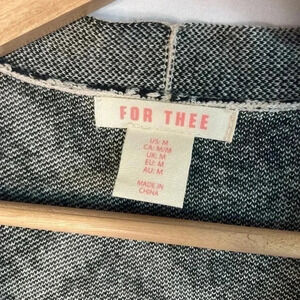 FOR THEE
US: M
CA: M/M
UK: M
EU: M
AU: M
MADE IN
CHINA